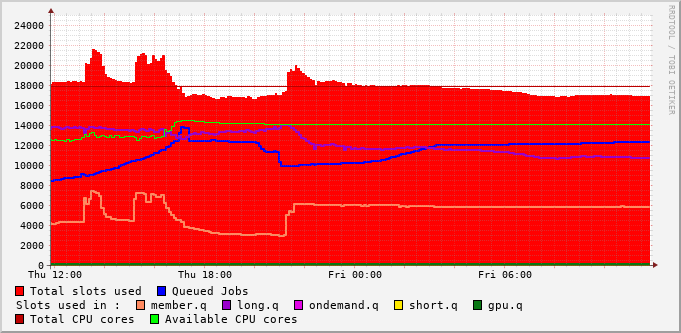 24000
22000
20000
18000
16000
14000
12000
10000
8000
6000
4000
2000
0
Thu 12:00 Thu 18:00 Fri 00:00 Fri 06:00
Total slots used Queued Jobs
Slots used in : member.q long.q ondemand.q short.q gpu.q
Total CPU cores Available CPU cores
RRDTOOL / TOBI OETIKER